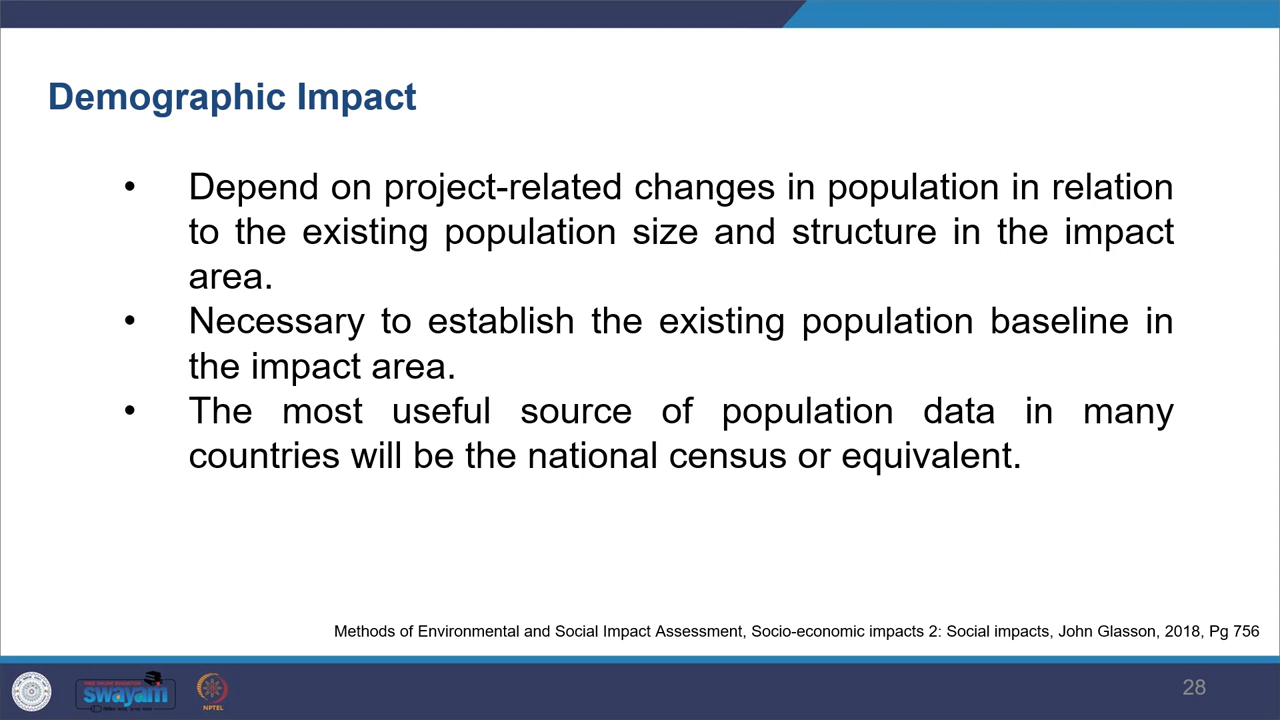 Demographic Impact
• Depend on project-related changes in population in relation
to the existing population size and structure in the impact
area.
• Necessary to establish the existing population baseline in
the impact area.
• The most useful source of population data in many
countries will be the national census or equivalent.
Methods of Environmental and Social Impact Assessment, Socio-economic impacts 2: Social impacts, John Glasson, 2018, Pg 756
FREE ONLINE EDUCATION
swayam
NPTEL
28